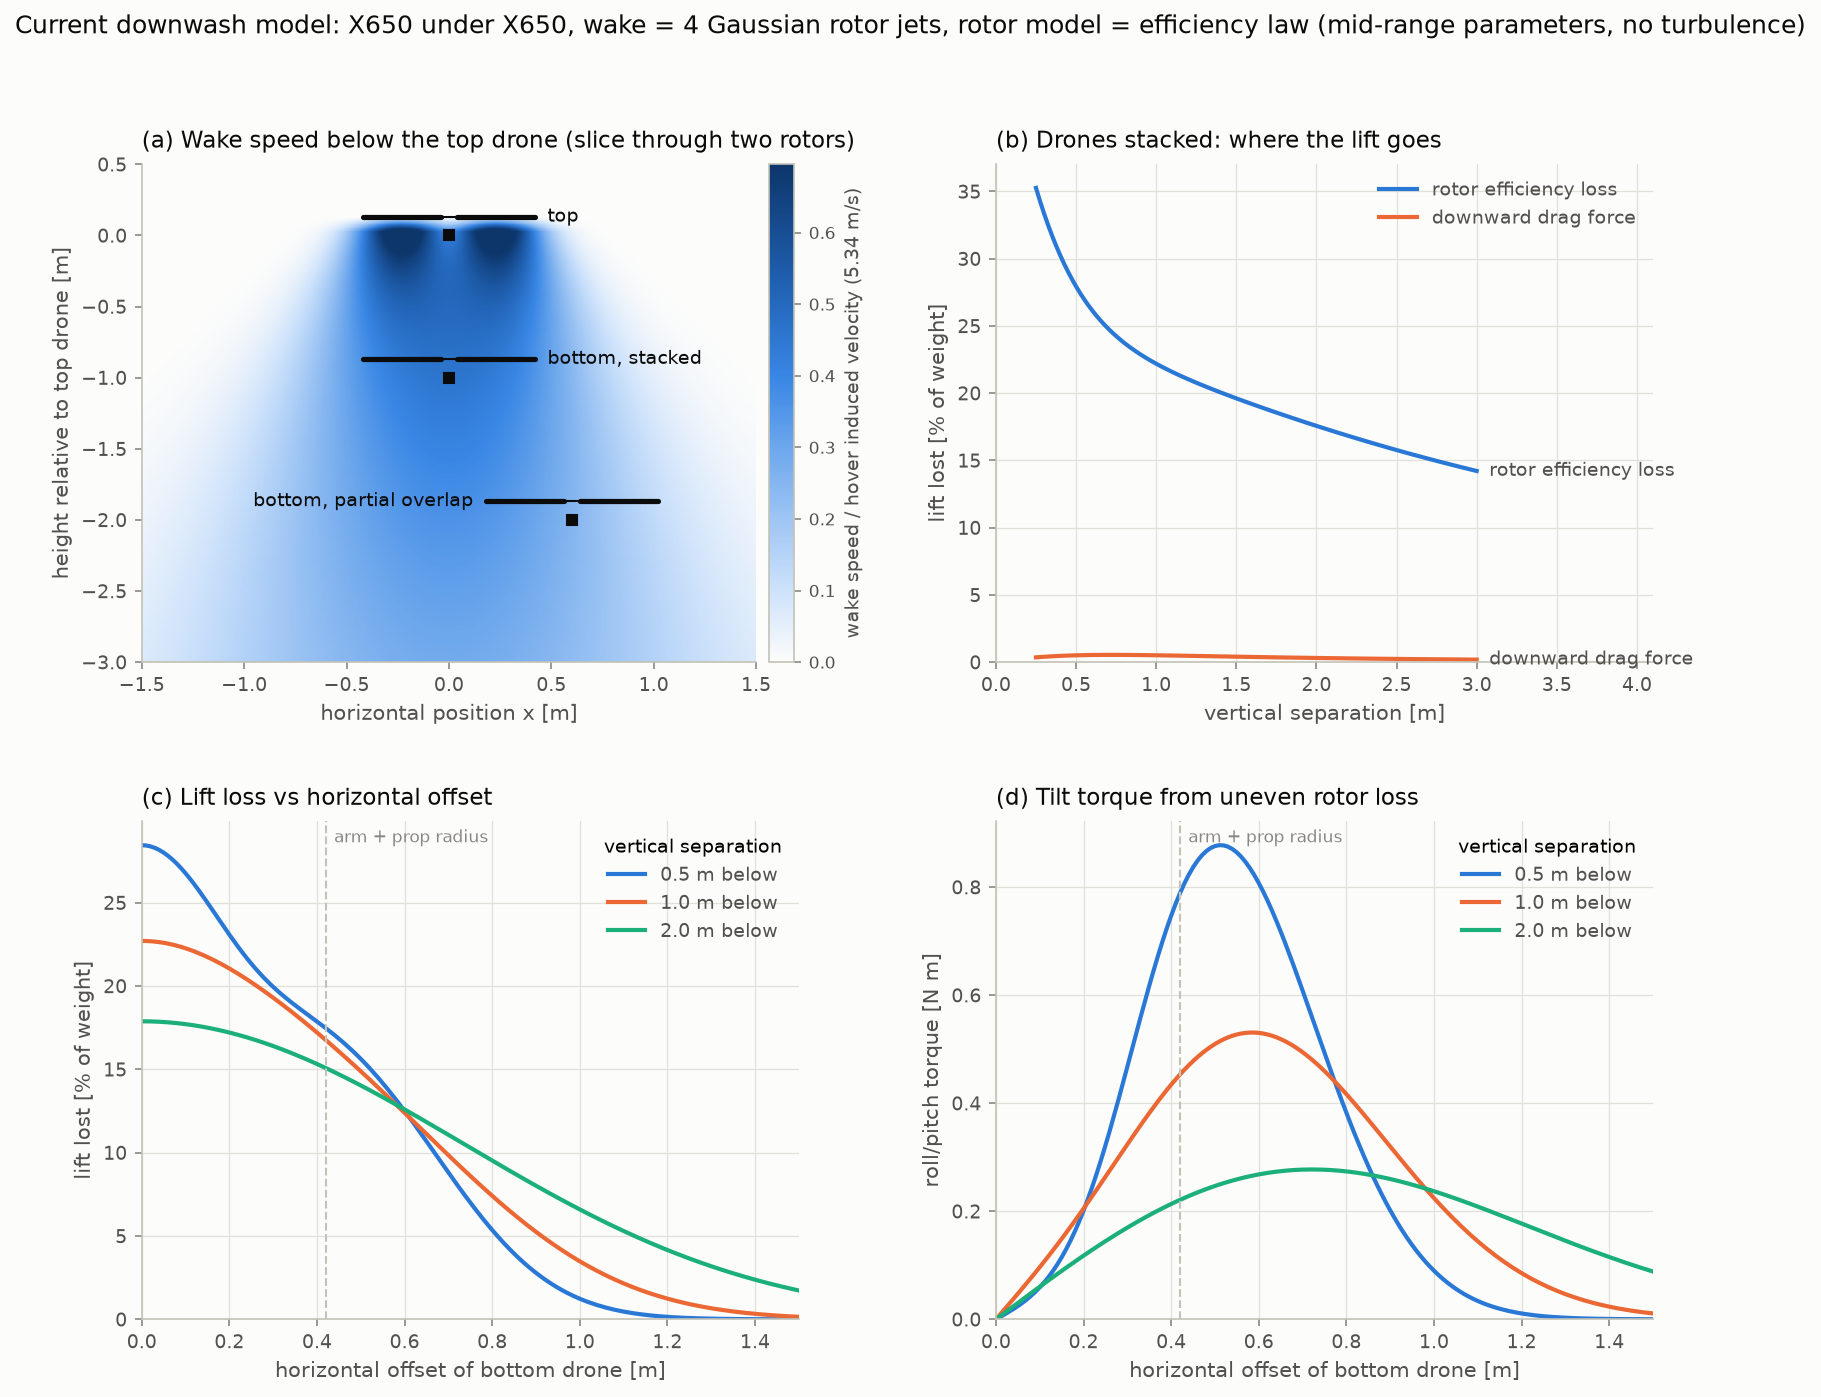 Current downwash model: X650 under X650, wake = 4 Gaussian rotor jets, rotor model = efficiency law (mid-range parameters, no turbulence)
(a) Wake speed below the top drone (slice through two rotors)
0.5
0.0
−0.5
−1.0
−1.5
−2.0
−2.5
−3.0
height relative to top drone [m]
top
bottom, stacked
bottom, partial overlap
−1.5
−1.0
−0.5
0.0
0.5
1.0
1.5
horizontal position x [m]
0.6
0.5
0.4
0.3
0.2
0.1
0.0
wake speed / hover induced velocity (5.34 m/s)
(b) Drones stacked: where the lift goes
35
30
25
20
15
10
5
0
lift lost [% of weight]
rotor efficiency loss
downward drag force
rotor efficiency loss
downward drag force
0.0
0.5
1.0
1.5
2.0
2.5
3.0
3.5
4.0
vertical separation [m]
(c) Lift loss vs horizontal offset
25
20
15
10
5
0
lift lost [% of weight]
arm + prop radius
vertical separation
0.5 m below
1.0 m below
2.0 m below
0.0
0.2
0.4
0.6
0.8
1.0
1.2
1.4
horizontal offset of bottom drone [m]
(d) Tilt torque from uneven rotor loss
0.8
0.6
0.4
0.2
0.0
roll/pitch torque [N m]
arm + prop radius
vertical separation
0.5 m below
1.0 m below
2.0 m below
0.0
0.2
0.4
0.6
0.8
1.0
1.2
1.4
horizontal offset of bottom drone [m]